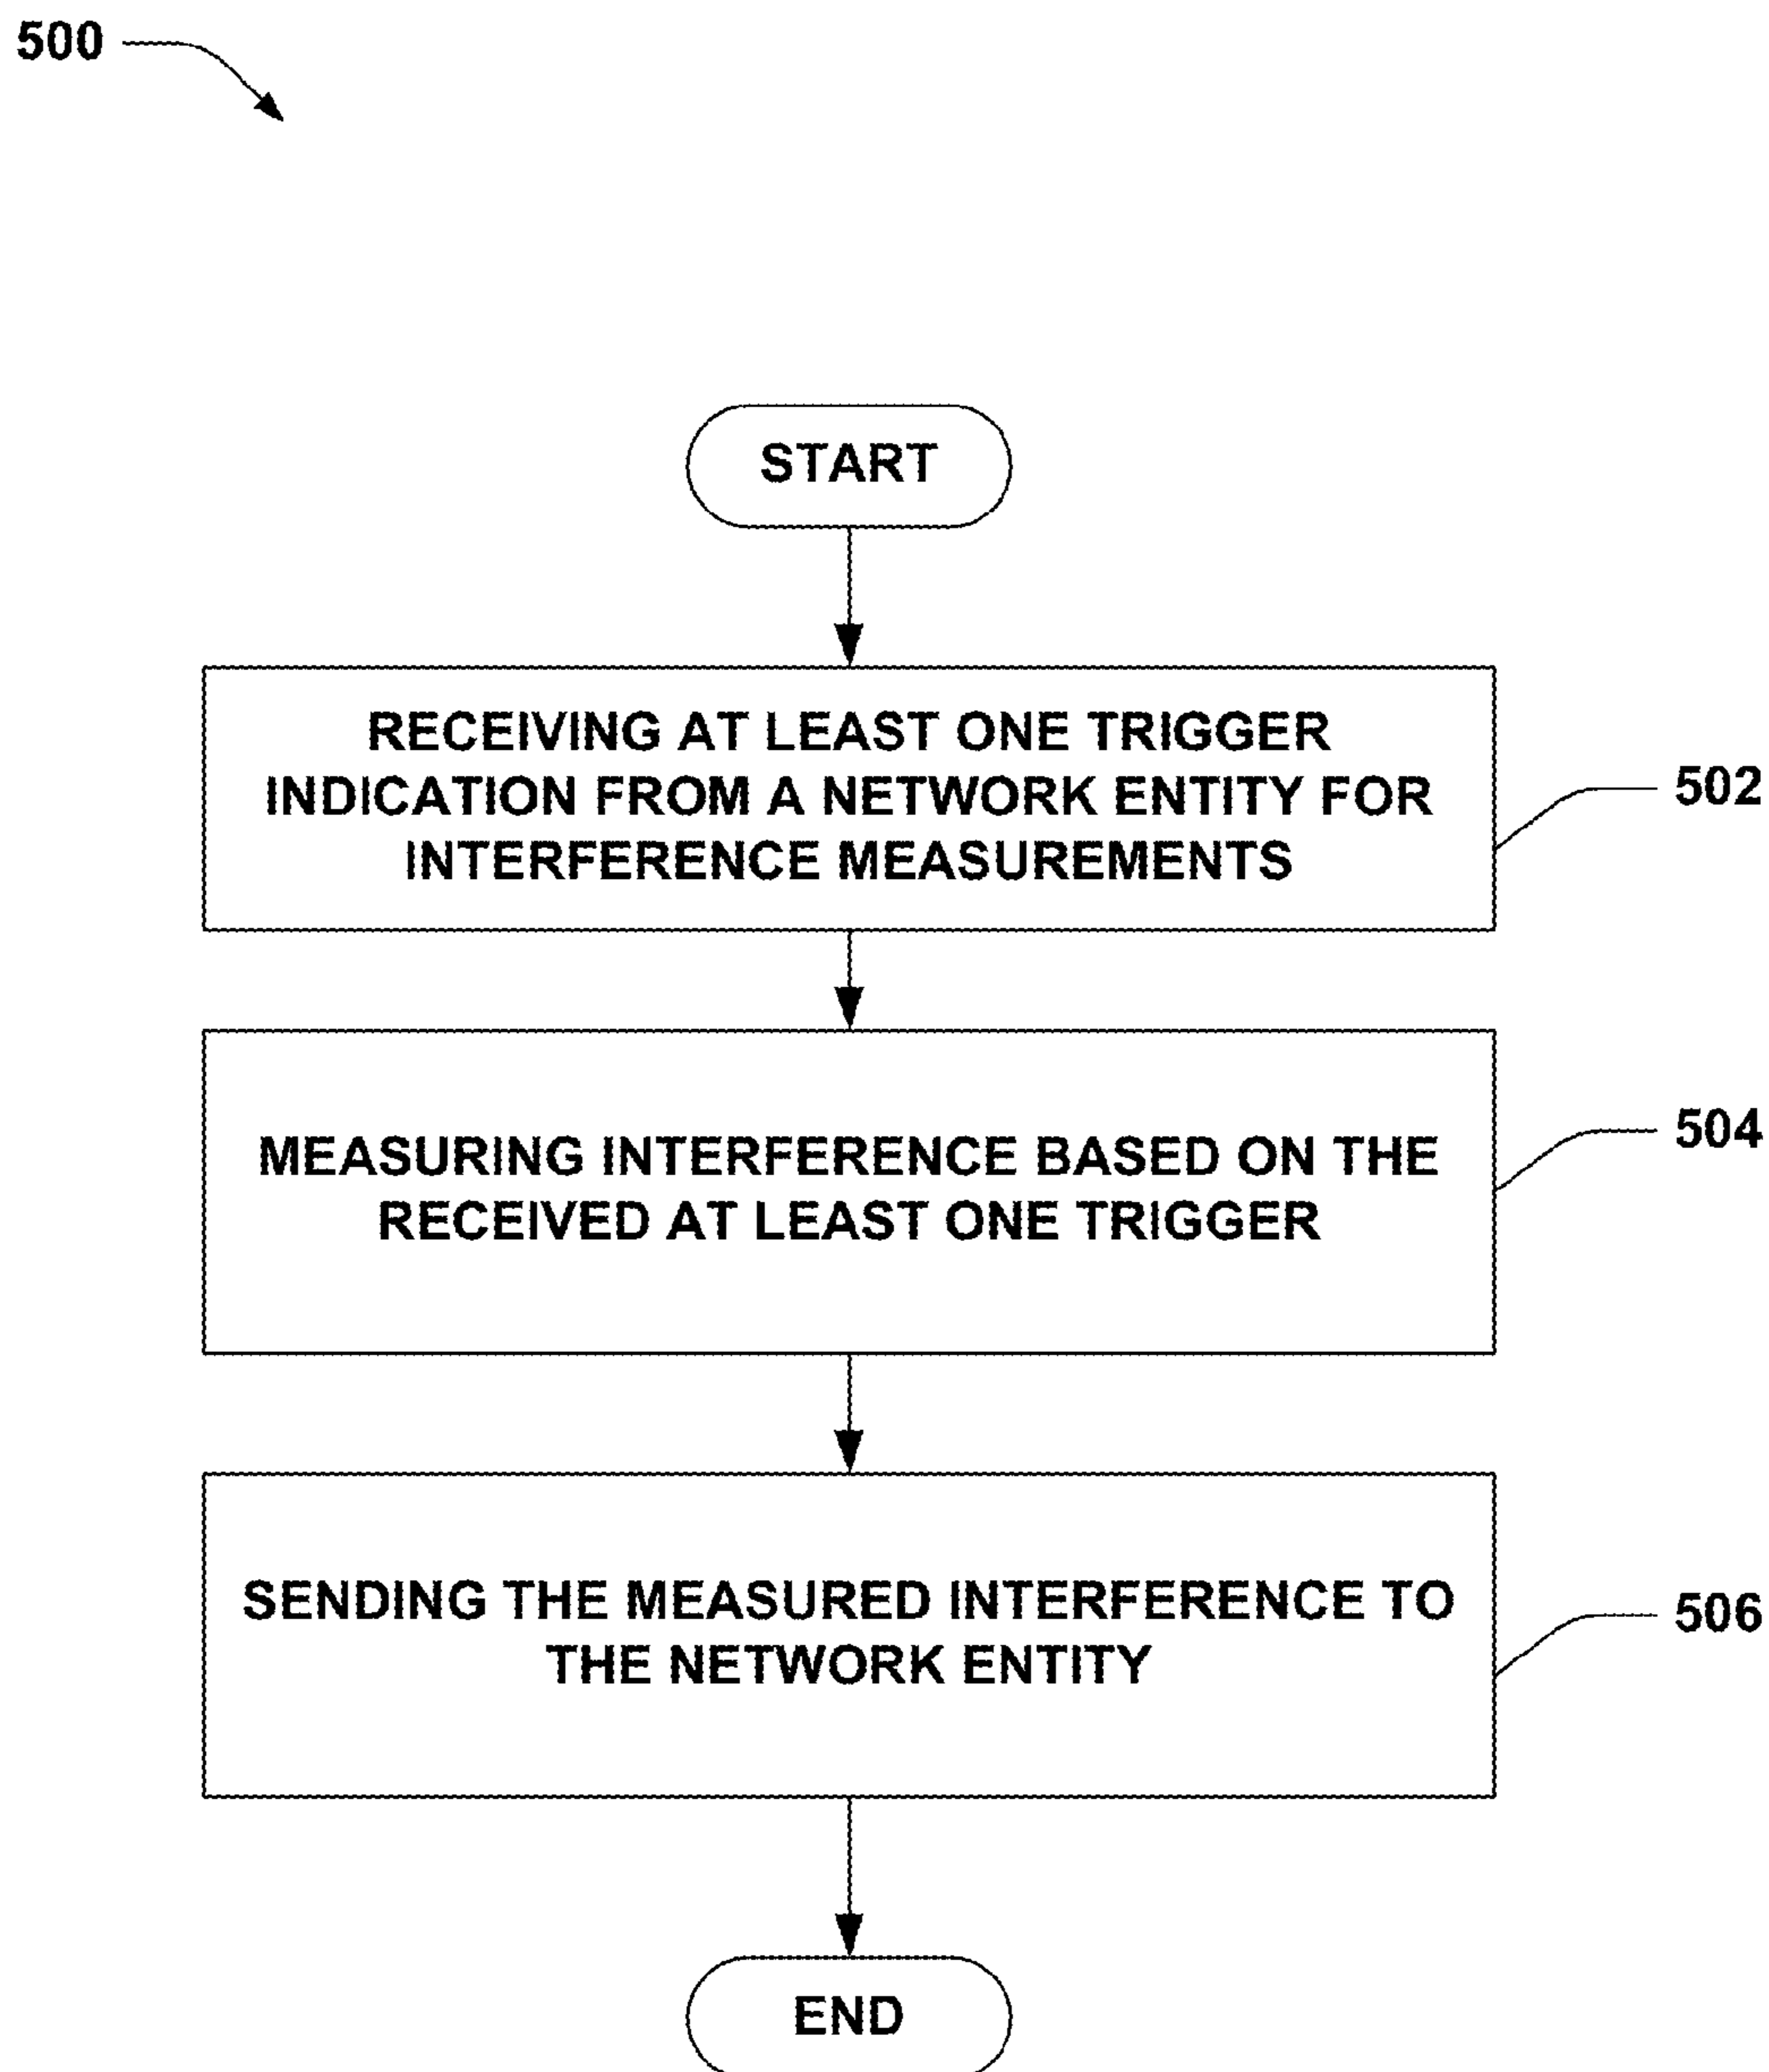 500
START
RECEIVING AT LEAST ONE TRIGGER
INDICATION FROM A NETWORK ENTITY FOR
INTERFERENCE MEASUREMENTS
502
MEASURING INTERFERENCE BASED ON THE
RECEIVED AT LEAST ONE TRIGGER
504
SENDING THE MEASURED INTERFERENCE TO
THE NETWORK ENTITY
506
END